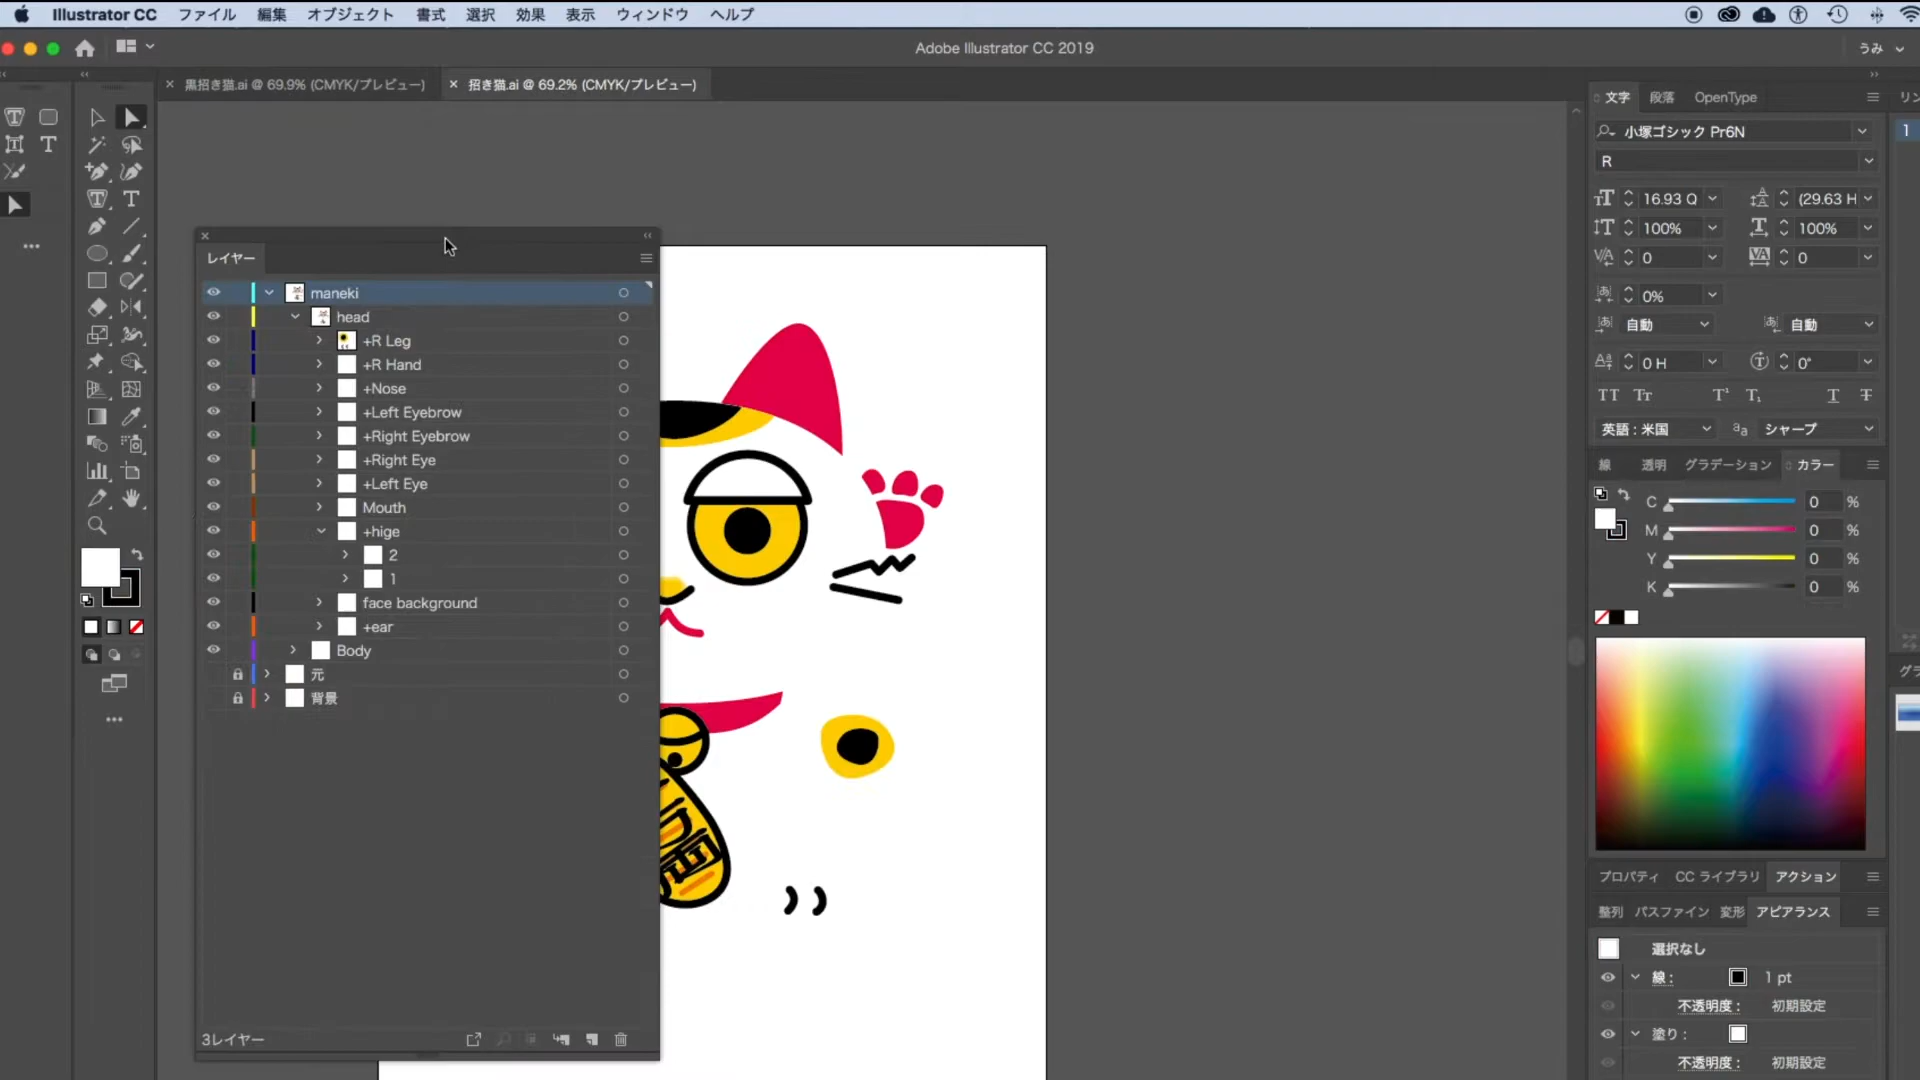 Illustrator CC ファイル 編集 オブジェクト 書式 選択 効果 表示 ウィンドウ ヘルプ
Adobe Illustrator CC 2019
うみ
黒招き猫.ai @ 69.9% (CMYK/プレビュー)
招き猫.ai @ 69.2% (CMYK/プレビュー)
レイヤー
maneki
head
+R Leg
+R Hand
+Nose
+Left Eyebrow
+Right Eyebrow
+Right Eye
+Left Eye
Mouth
+hige
2
1
face background
+ear
Body
元
背景
3レイヤー
文字 段落 OpenType
リン
1
小塚ゴシック Pr6N
R
16.93 Q (29.63 H
100% 100%
0 0
0%
自動 自動
0 H 0°
英語 : 米国 シャープ
線 透明 グラデーション カラー
C 0 %
M 0 %
Y 0 %
K 0 %
グラ
プロパティ CC ライブラリ アクション
整列 パスファイン 変形 アピアランス
選択なし
線 : 1 pt
不透明度 : 初期設定
塗り :
不透明度 : 初期設定